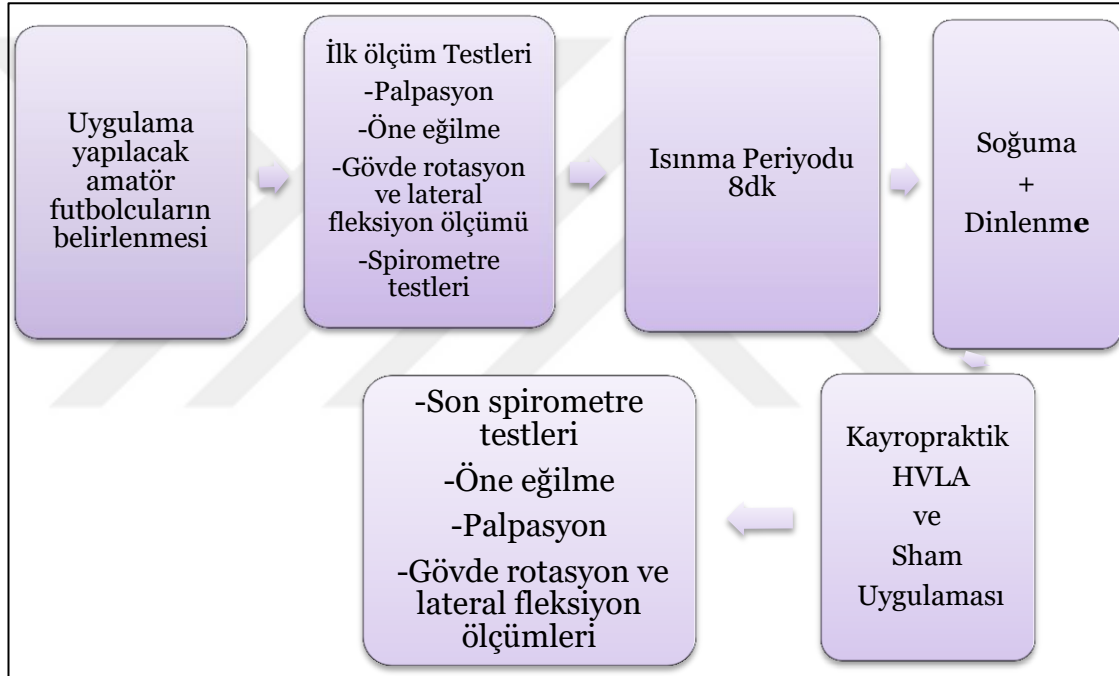 Uygulama
yapılacak
amatör
futbolcuların
belirlenmesi
İlk ölçüm Testleri
-Palpasyon
-Öne eğilme
-Gövde rotasyon
ve lateral
fleksiyon ölçümü
-Spirometre
testleri
Isınma Periyodu
8dk
Soğuma
+
Dinlenme
Kayropraktik
HVLA
ve
Sham
Uygulaması
-Son spirometre
testleri
-Öne eğilme
-Palpasyon
-Gövde rotasyon ve
lateral fleksiyon
ölçümleri